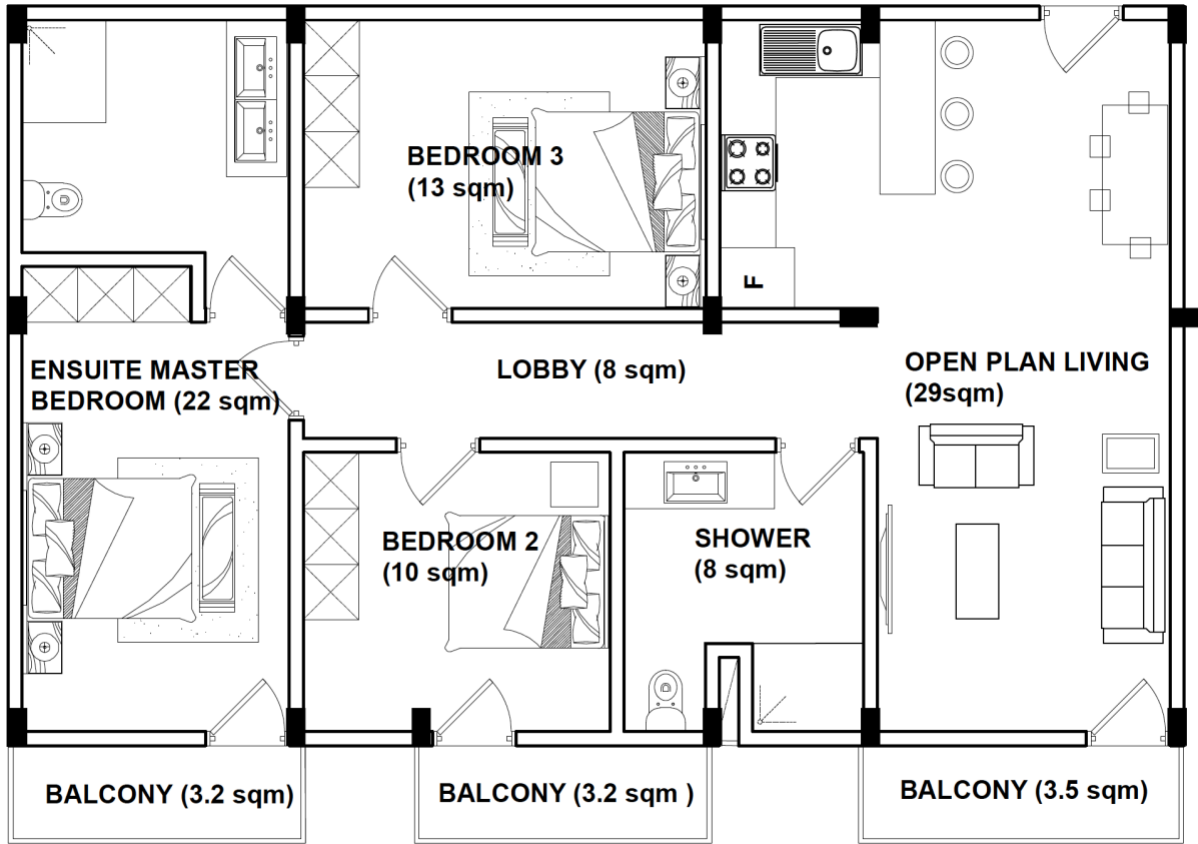 BEDROOM 3
(13 sqm)
F
ENSUITE MASTER
BEDROOM (22 sqm)
LOBBY (8 sqm)
OPEN PLAN LIVING
(29sqm)
BEDROOM 2
(10 sqm)
SHOWER
(8 sqm)
BALCONY (3.2 sqm)
BALCONY (3.2 sqm )
BALCONY (3.5 sqm)